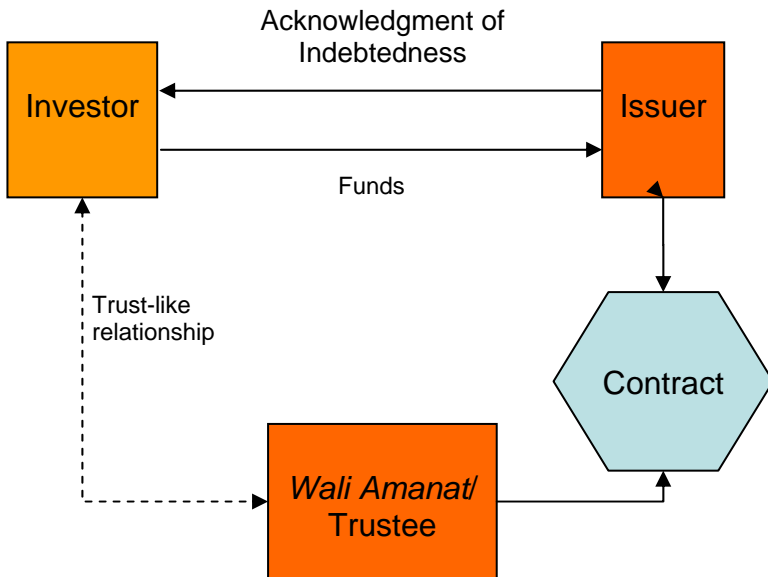 Acknowledgment of
Indebtedness
Investor
Issuer
Funds
Trust-like
relationship
Contract
Wali Amanat/
Trustee